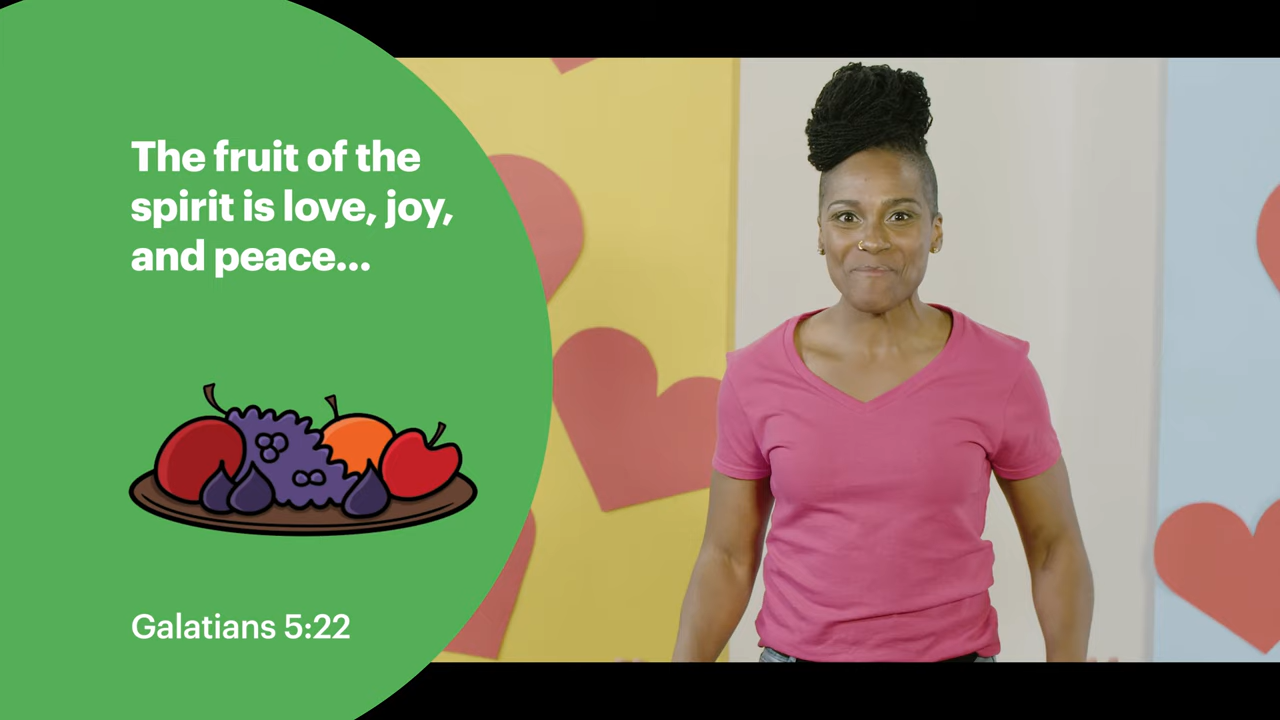 The fruit of the
spirit is love, joy,
and peace...
Galatians 5:22